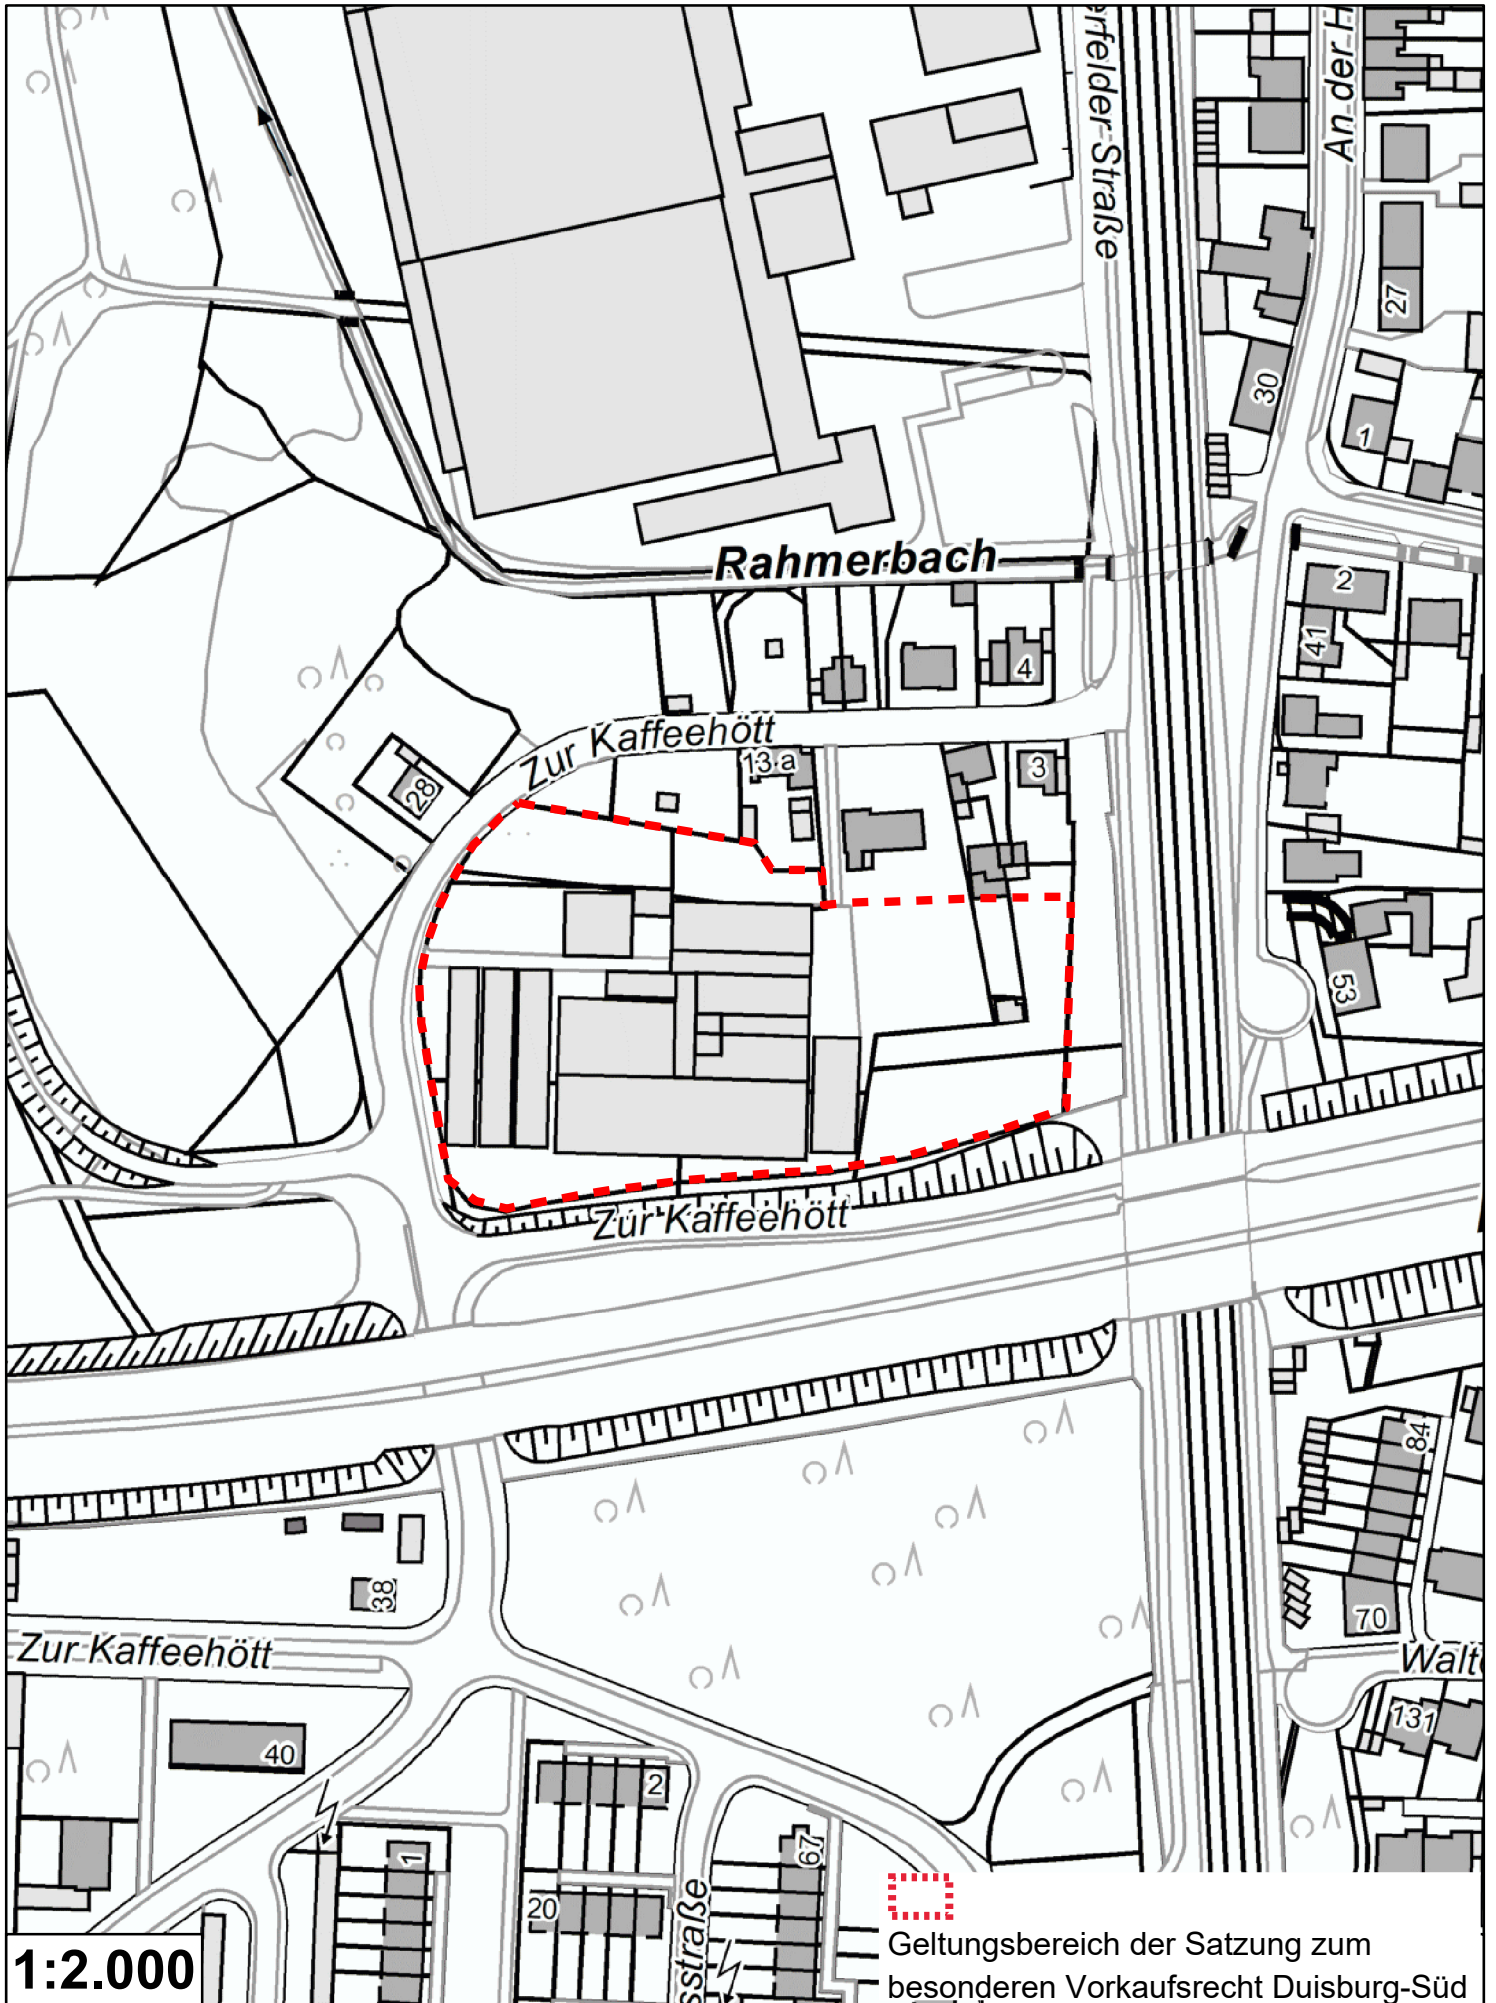 erfelder Straße
An der H
27
30
1
Rahmerbach
2
41
4
Zur Kaffeehött
13 a
3
28
53
Zur Kaffeehött
84
38
70
Zur Kaffeehött
Walt
131
40
2
67
1
20
sstraße
Geltungsbereich der Satzung zum
besonderen Vorkaufsrecht Duisburg-Süd
1:2.000